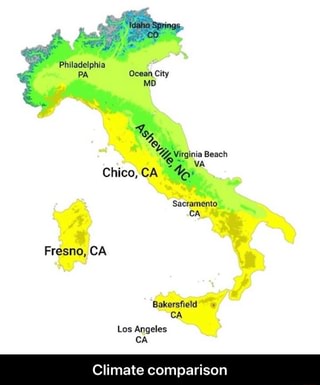 Idaho Springs
CO
Philadelphia
PA
Ocean City
MD
Asheville, NC
Virginia Beach
VA
Chico, CA
Sacramento
CA
Fresno, CA
Bakersfield
CA
Los Angeles
CA
Climate comparison